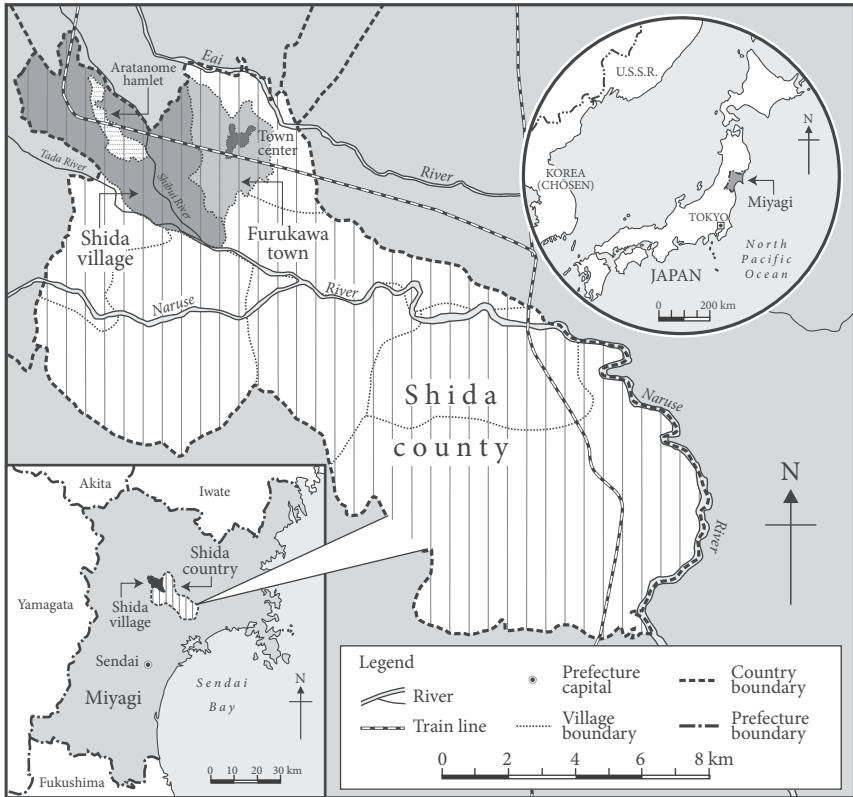 Eai
River
Aratanome
hamlet
Town
center
Tada River
Shibui River
Shida
village
Furukawa
town
Naruse
River
Shida
county
Naruse
River
N
U.S.S.R.
KOREA
(CHŌSEN)
N
Miyagi
TOKYO
JAPAN
North
Pacific
Ocean
0 200 km
Akita
Iwate
Shida
country
Yamagata
Shida
village
Sendai
Miyagi
Sendai
Bay
N
Fukushima
0 10 20 30 km
Legend
River
Train line
Prefecture
capital
Village
boundary
Country
boundary
Prefecture
boundary
0 2 4 6 8 km